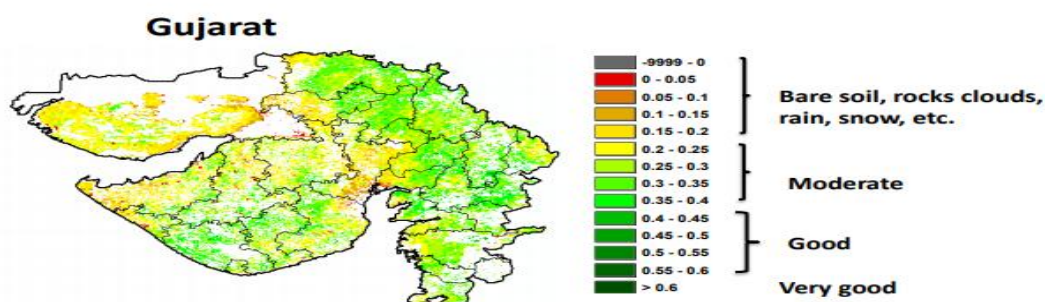 Gujarat
-9999 - 0
0 - 0.05
0.05 - 0.1
0.1 - 0.15
0.15 - 0.2
0.2 - 0.25
0.25 - 0.3
0.3 - 0.35
0.35 - 0.4
0.4 - 0.45
0.45 - 0.5
0.5 - 0.55
0.55 - 0.6
> 0.6
Bare soil, rocks clouds,
rain, snow, etc.
Moderate
Good
Very good